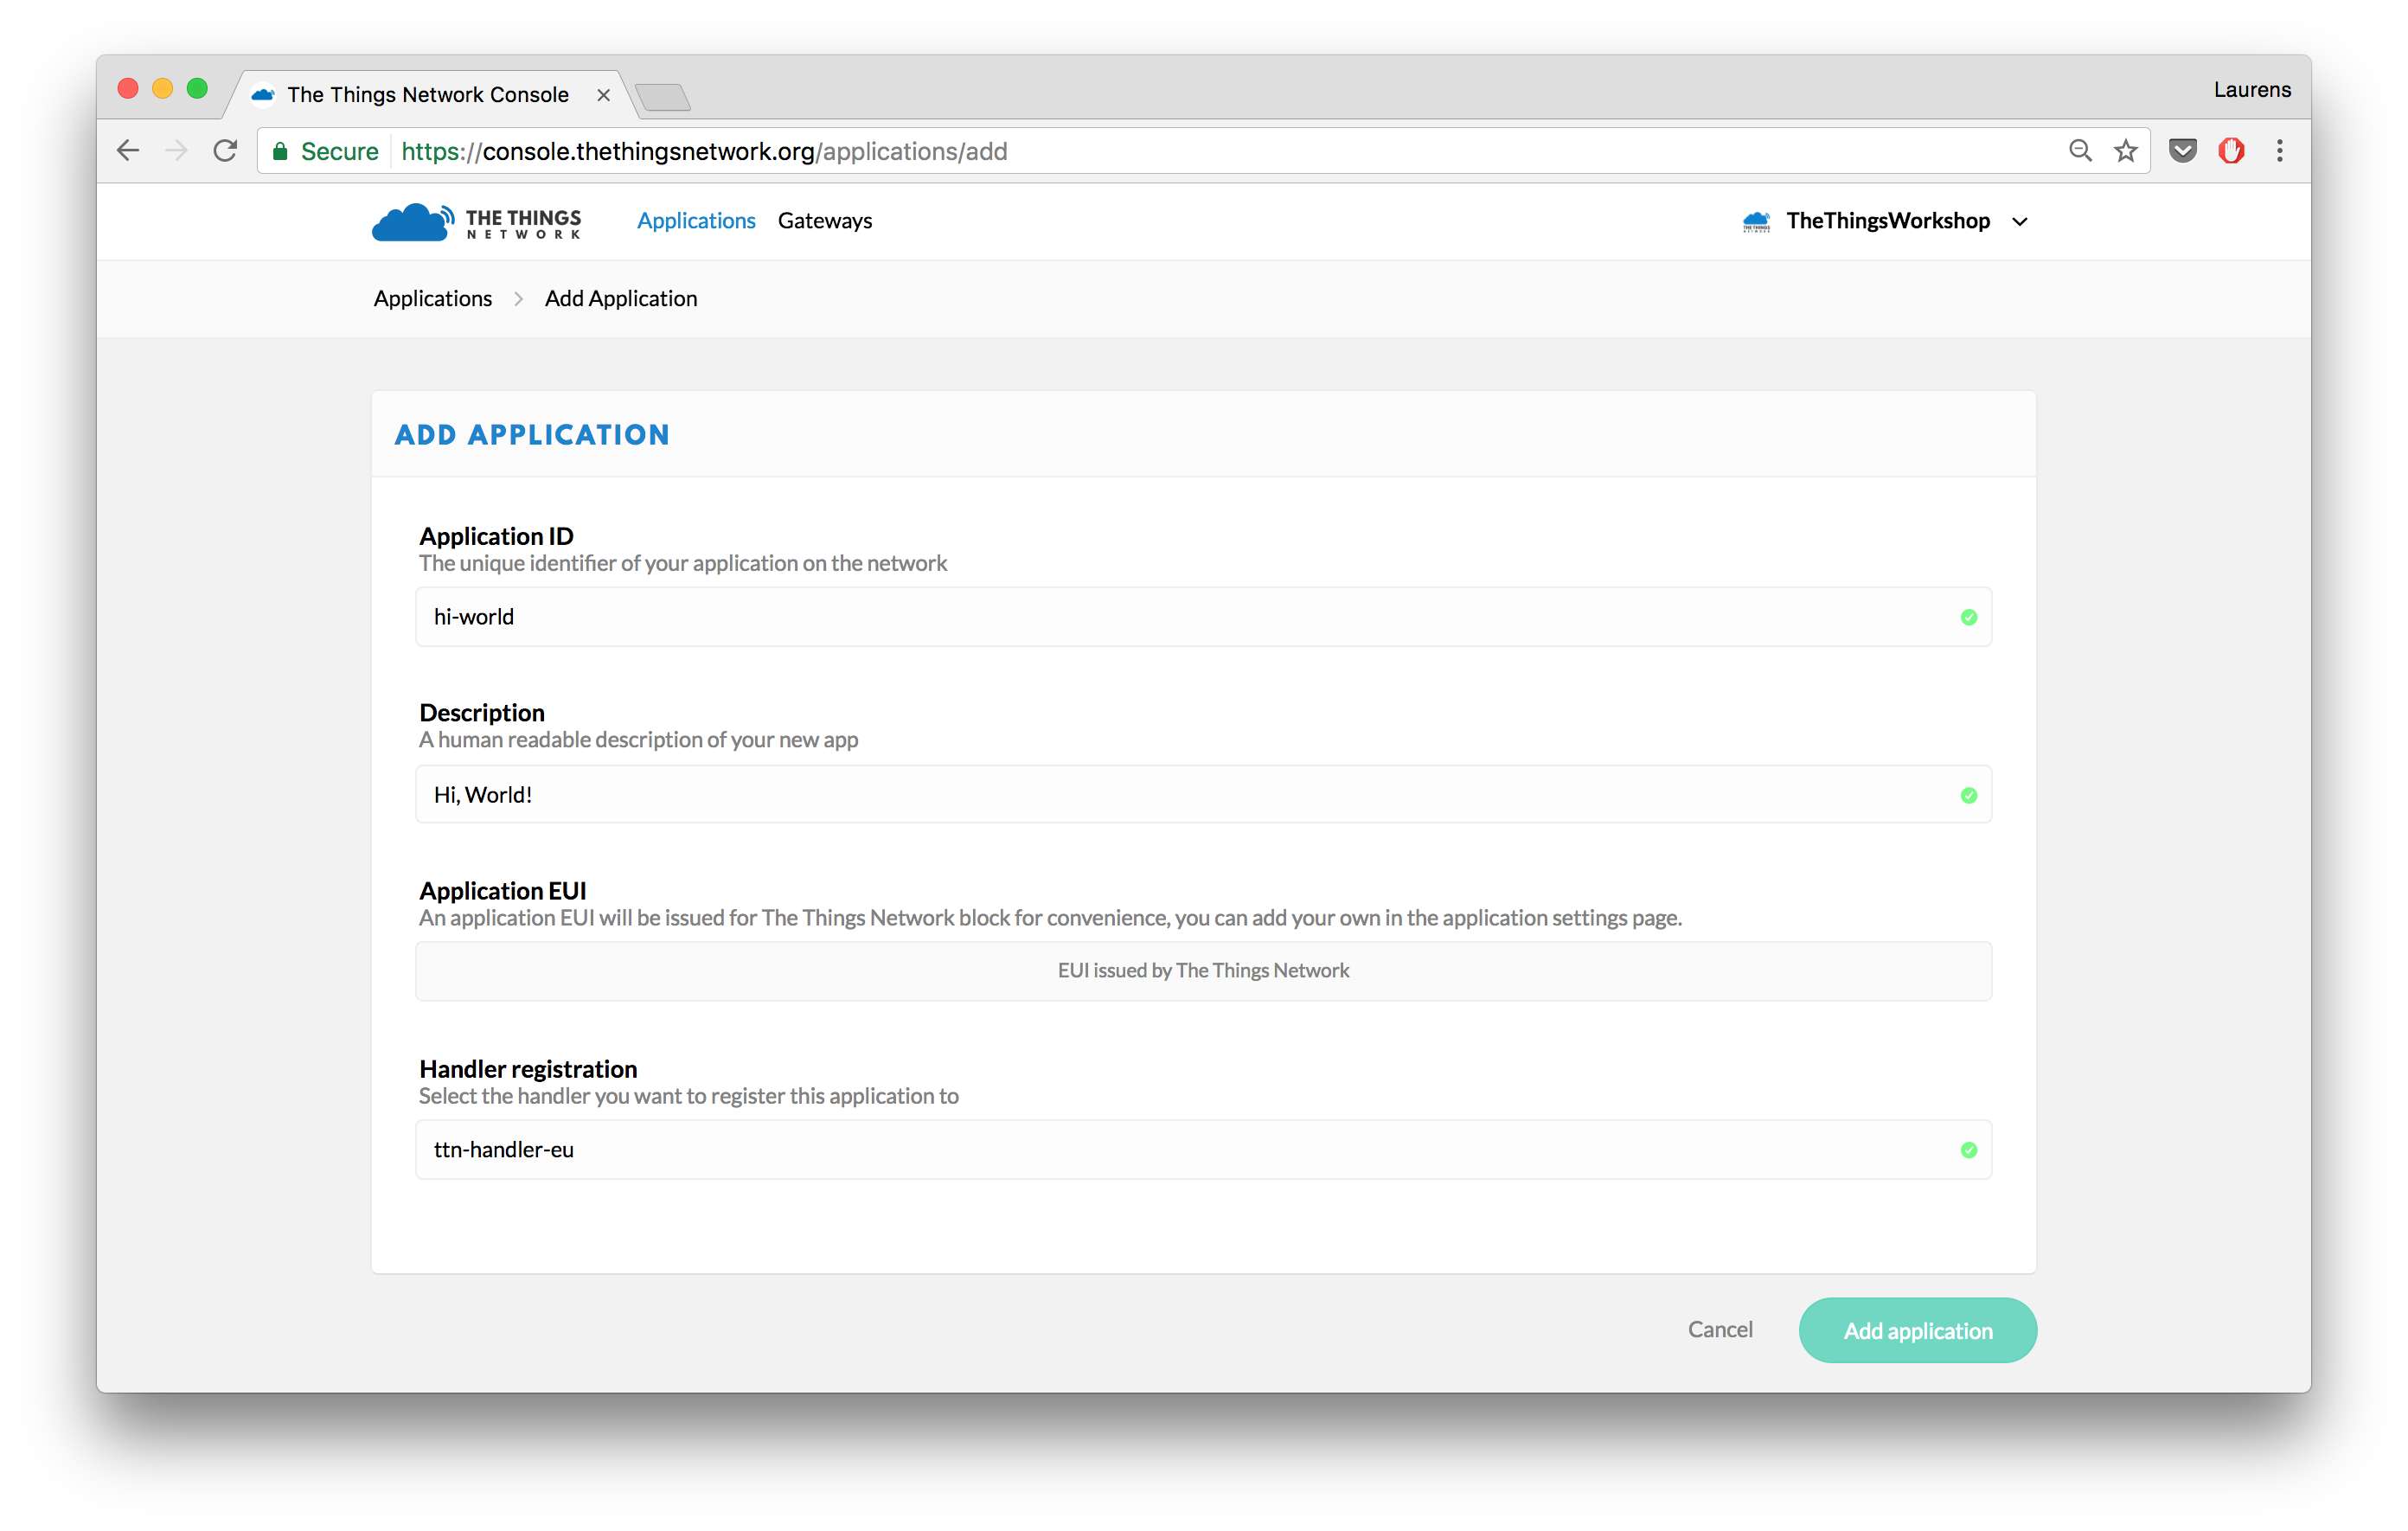 The Things Network Console
Laurens
Secure https://console.thethingsnetwork.org/applications/add
THE THINGS
NETWORK
Applications Gateways
TheThingsWorkshop
Applications Add Application
ADD APPLICATION
Application ID
The unique identifier of your application on the network
hi-world
Description
A human readable description of your new app
Hi, World!
Application EUI
An application EUI will be issued for The Things Network block for convenience, you can add your own in the application settings page.
EUI issued by The Things Network
Handler registration
Select the handler you want to register this application to
ttn-handler-eu
Cancel Add application